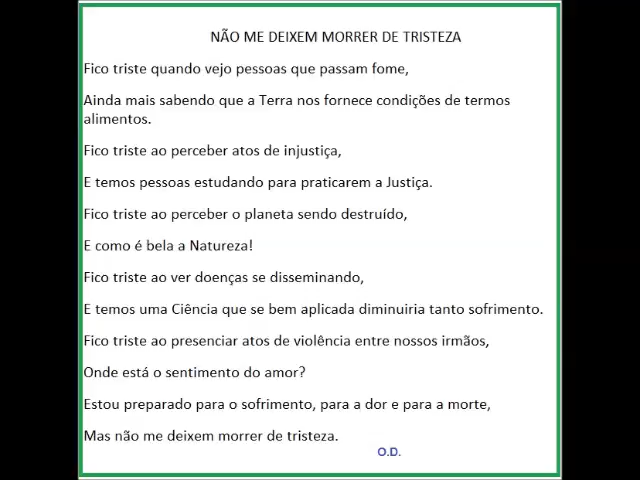 NÃO ME DEIXEM MORRER DE TRISTEZA
Fico triste quando vejo pessoas que passam fome,
Ainda mais sabendo que a Terra nos fornece condições de termos
alimentos.
Fico triste ao perceber atos de injustiça,
E temos pessoas estudando para praticarem a Justiça.
Fico triste ao perceber o planeta sendo destruído,
E como é bela a Natureza!
Fico triste ao ver doenças se disseminando,
E temos uma Ciência que se bem aplicada diminuiria tanto sofrimento.
Fico triste ao presenciar atos de violência entre nossos irmãos,
Onde está o sentimento do amor?
Estou preparado para o sofrimento, para a dor e para a morte,
Mas não me deixem morrer de tristeza.
O.D.